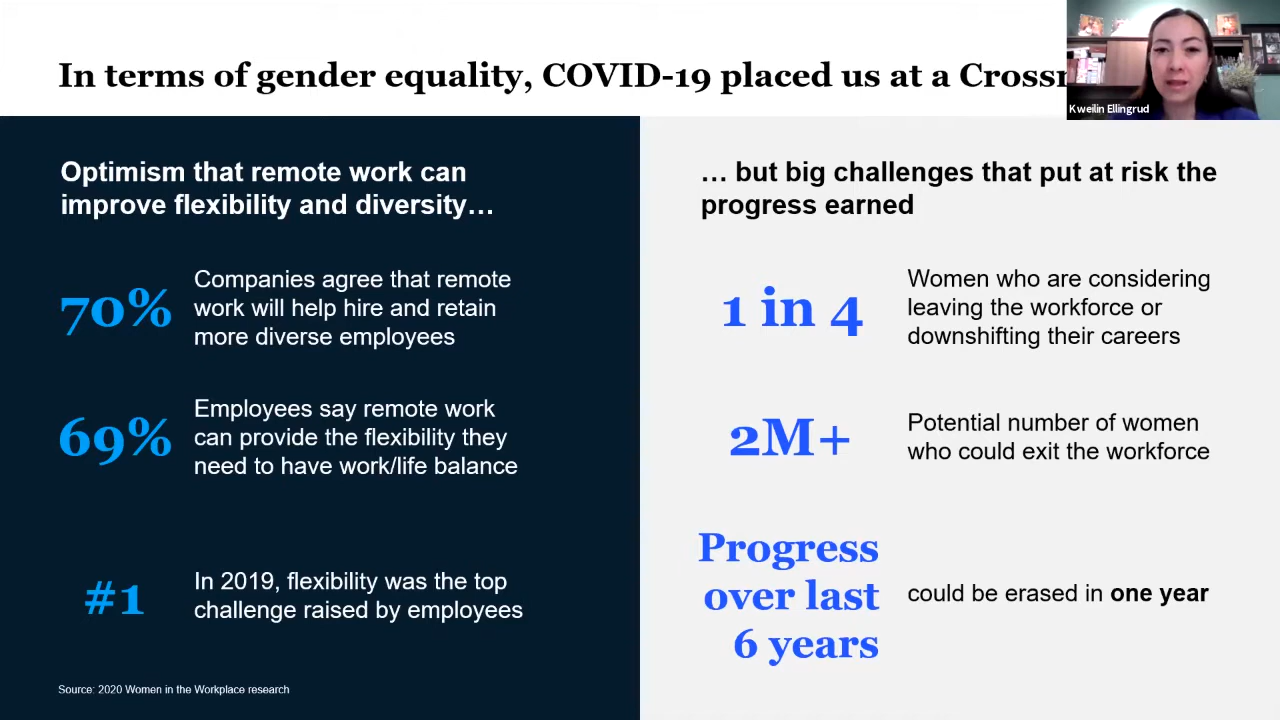 In terms of gender equality, COVID-19 placed us at a
Kweilin Ellingrud
Optimism that remote work can
improve flexibility and diversity…
70%
Companies agree that remote
work will help hire and retain
more diverse employees
69%
Employees say remote work
can provide the flexibility they
need to have work/life balance
#1
In 2019, flexibility was the top
challenge raised by employees
Source: 2020 Women in the Workplace research
… but big challenges that put at risk the
progress earned
1 in 4
Women who are considering
leaving the workforce or
downshifting their careers
2M+
Potential number of women
who could exit the workforce
Progress
over last
6 years
could be erased in one year